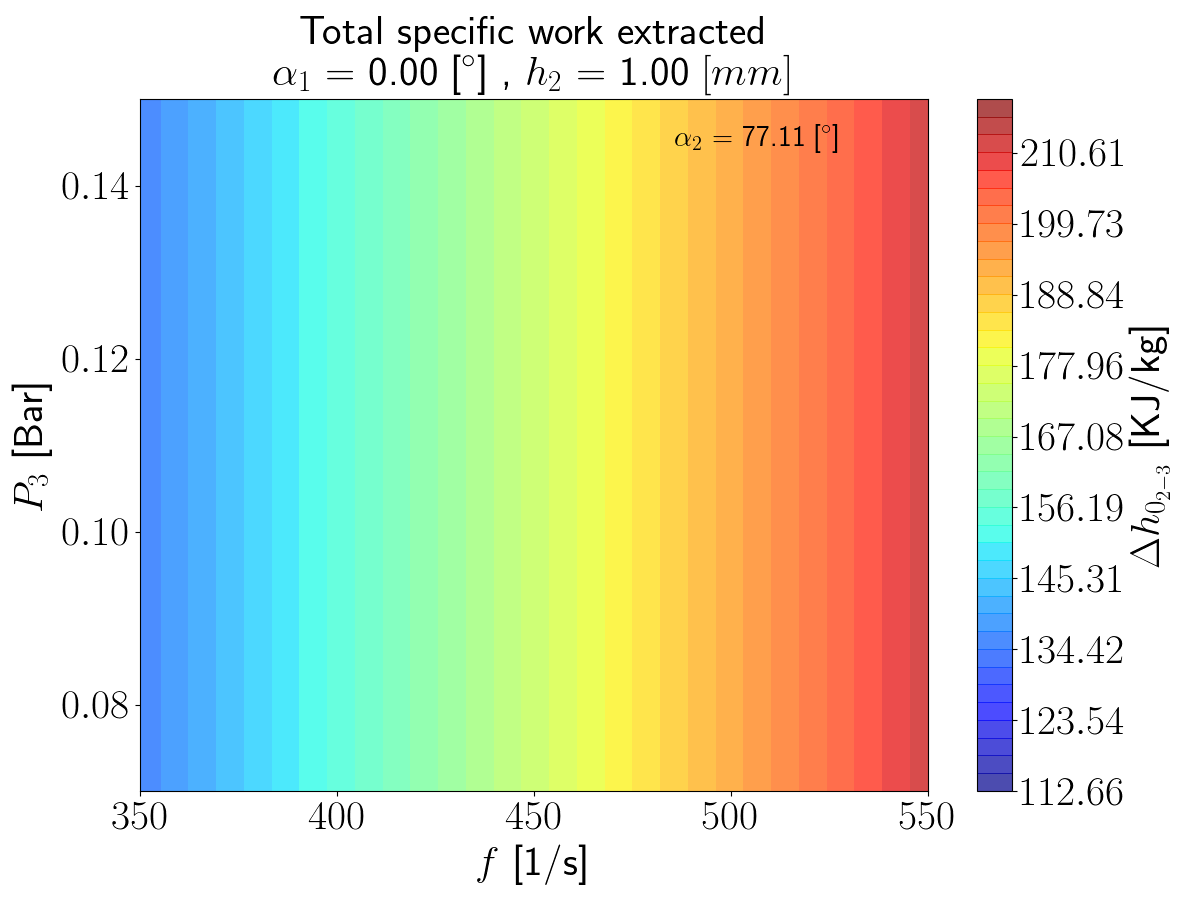 Total specific work extracted
α₁ = 0.00 [°] , h₂ = 1.00 [mm]
α₂ = 77.11 [°]
0.14
0.12
0.10
0.08
P₃ [Bar]
350 400 450 500 550
f [1/s]
210.61
199.73
188.84
177.96
167.08
156.19
145.31
134.42
123.54
112.66
Δh₀₂₋₃ [KJ/kg]